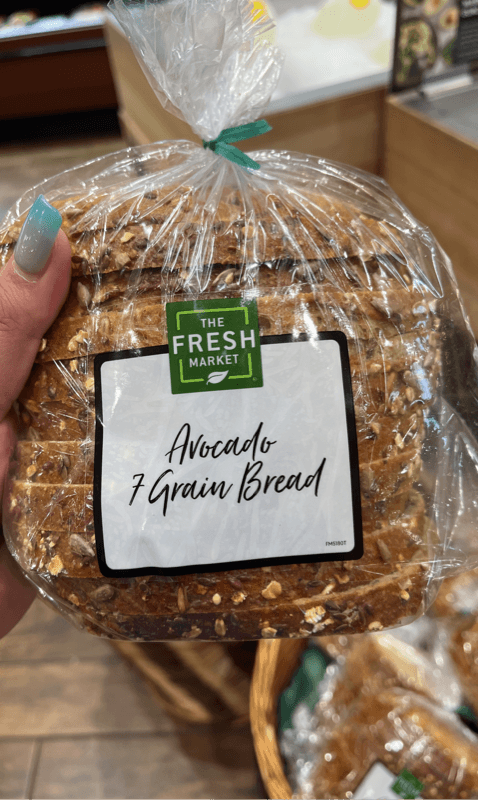 THE
FRESH
MARKET
Avocado
7 Grain Bread